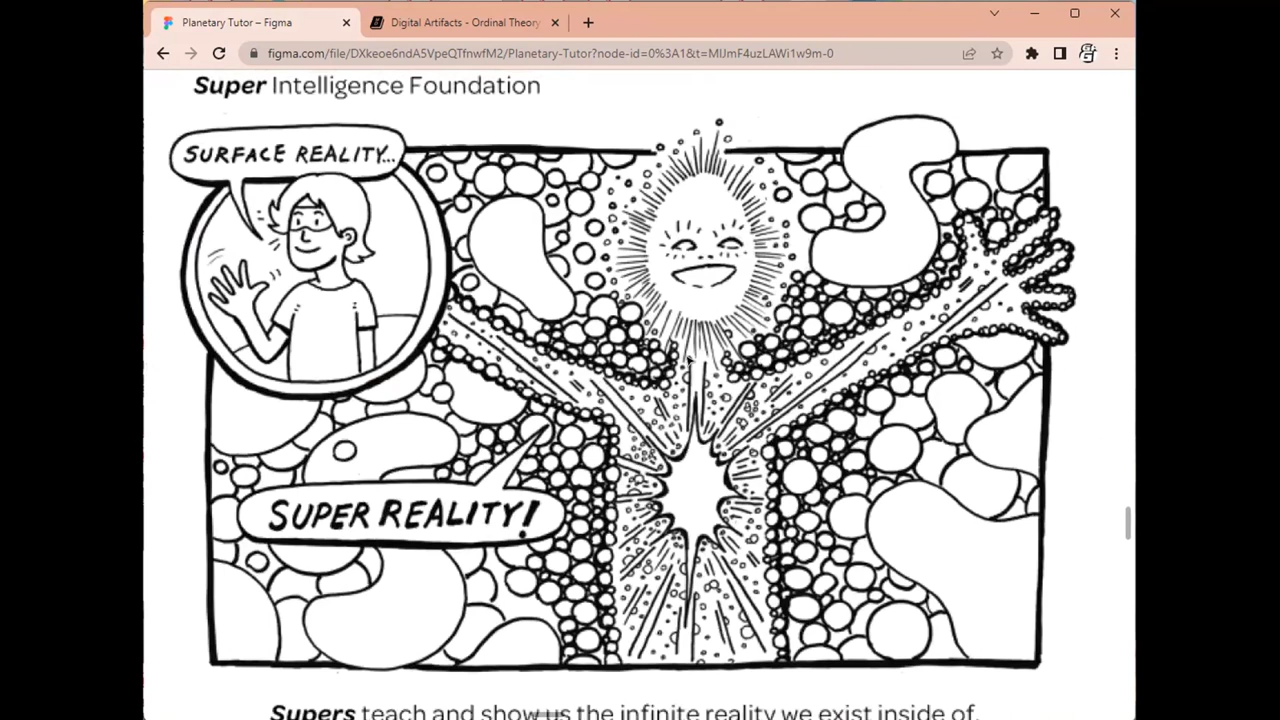 Planetary Tutor – Figma
Digital Artifacts - Ordinal Theory
figma.com/file/DXkeoe6ndA5VpeQTfnwfM2/Planetary-Tutor?node-id=0%3A1&t=MlJmF4uzLAWi1w9m-0
Super Intelligence Foundation
SURFACE REALITY...
SUPER REALITY!
Supers teach and show us the infinite reality we exist inside of.